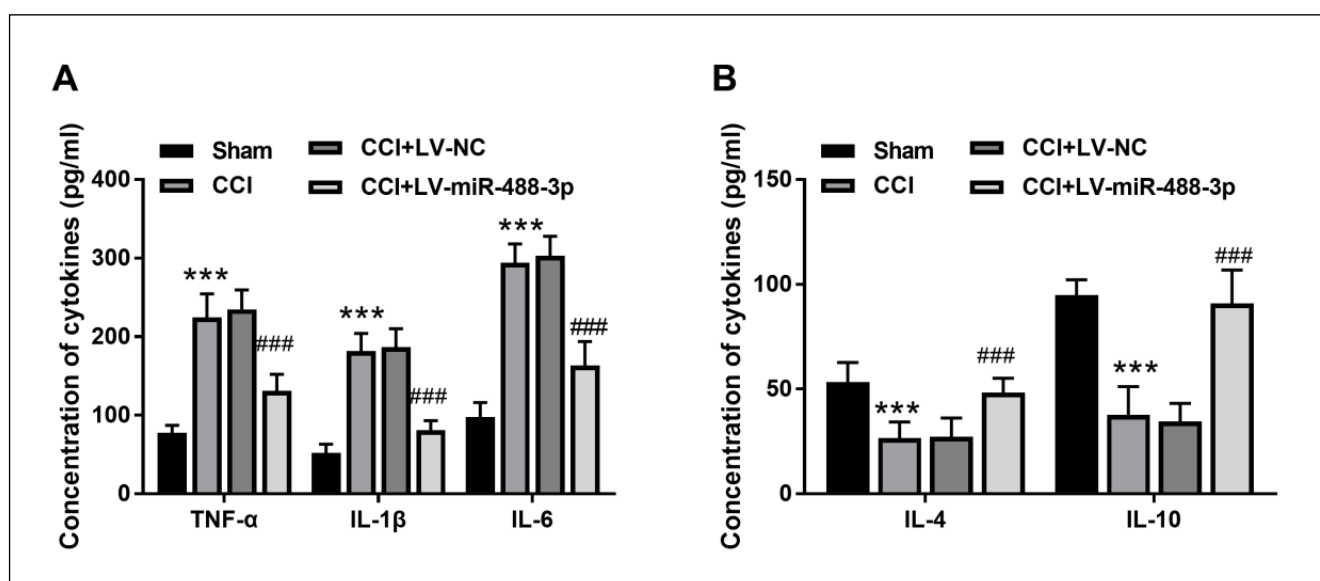 A
Concentration of cytokines (pg/ml)
Sham
CCI+LV-NC
CCI
CCI+LV-miR-488-3p
400
300
200
100
0
***
***
***
###
###
###
TNF-α
IL-1β
IL-6
B
Concentration of cytokines (pg/ml)
Sham
CCI+LV-NC
CCI
CCI+LV-miR-488-3p
150
100
50
0
***
###
***
###
IL-4
IL-10